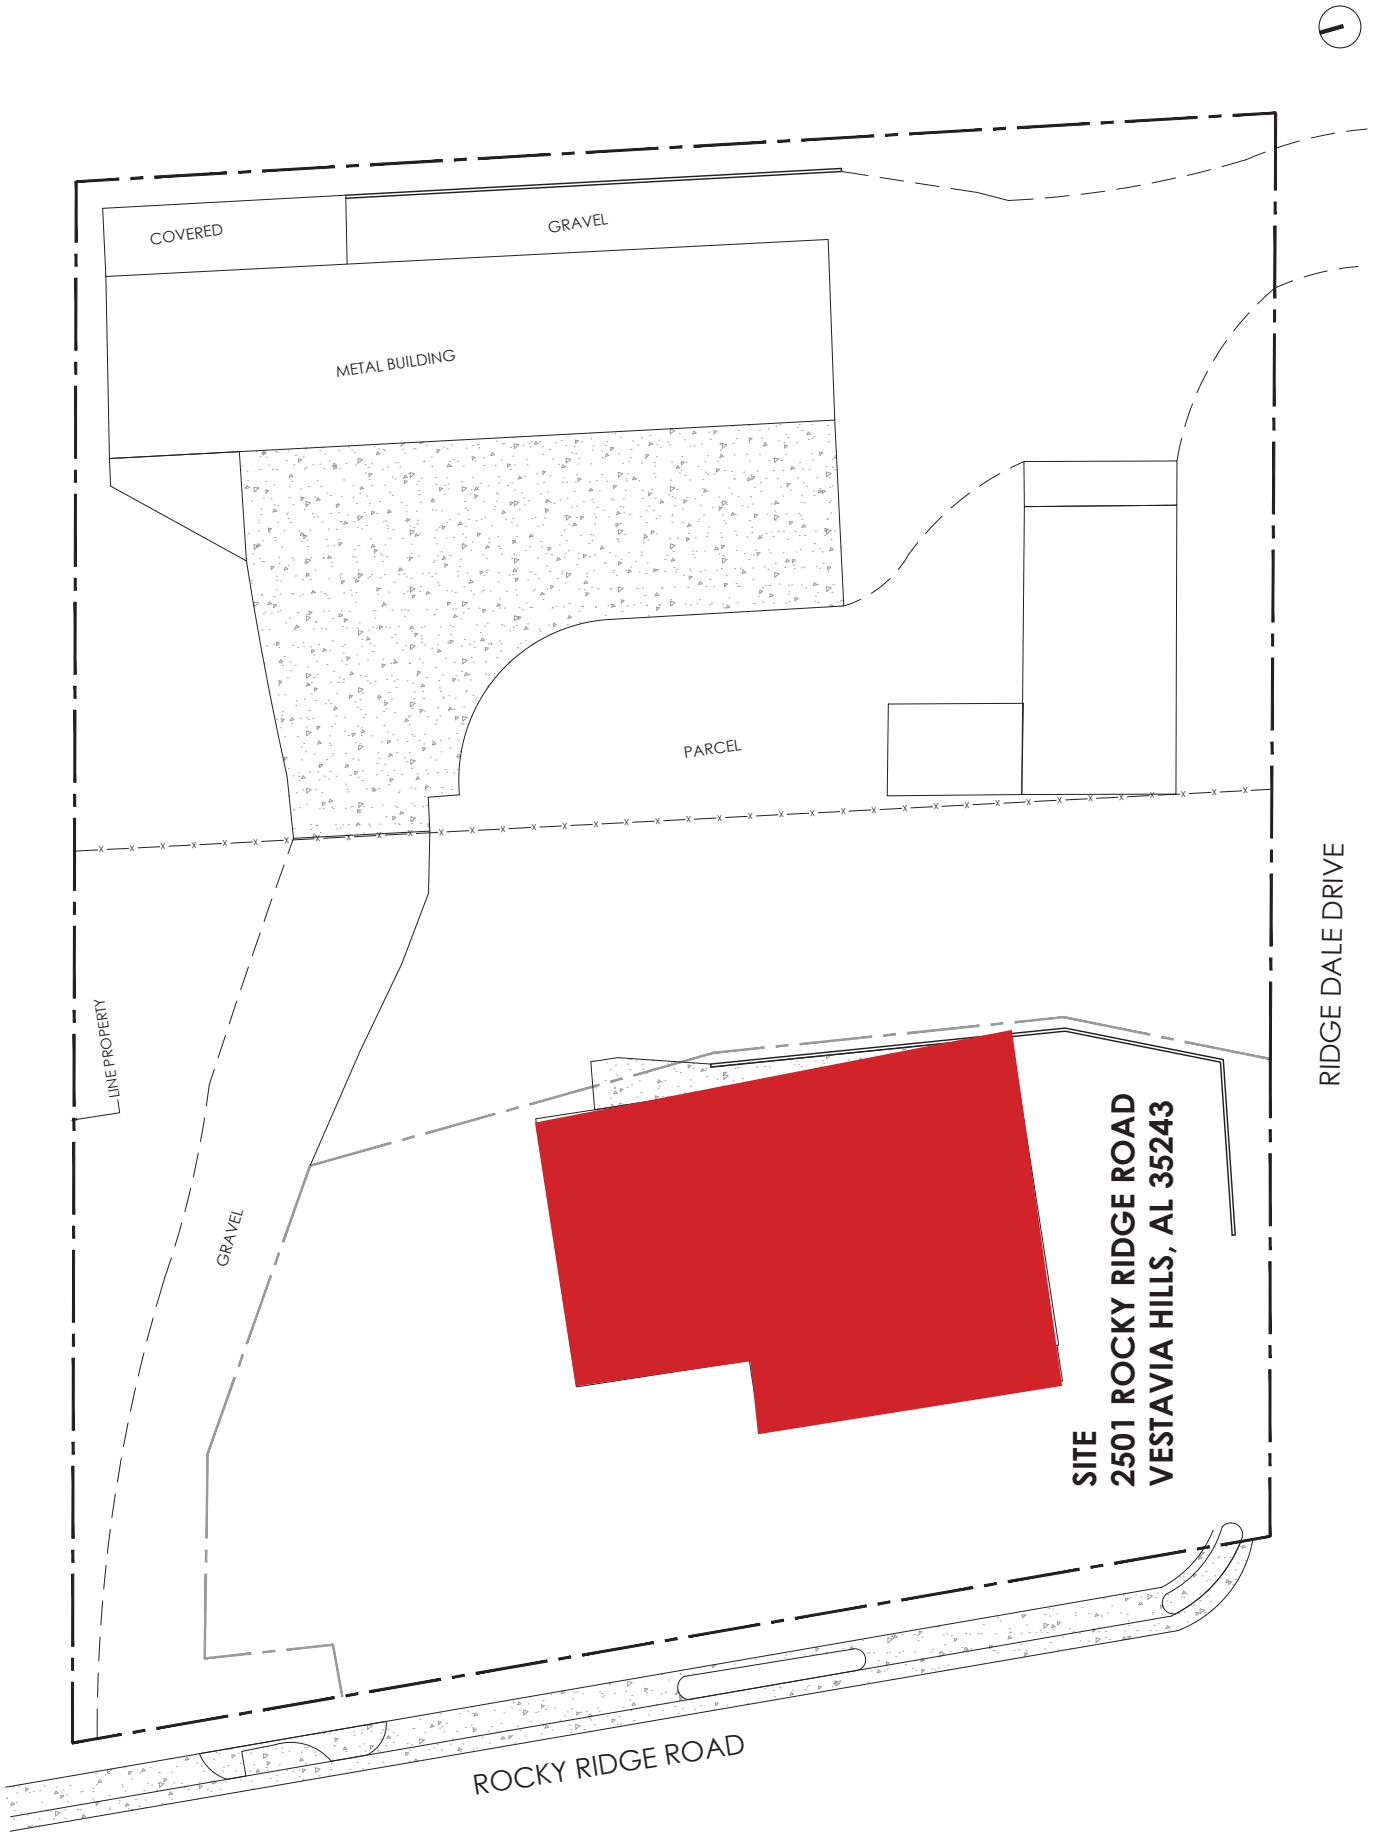 COVERED
GRAVEL
METAL BUILDING
PARCEL
RIDGE DALE DRIVE
LINE PROPERTY
GRAVEL
SITE
2501 ROCKY RIDGE ROAD
VESTAVIA HILLS, AL 35243
ROCKY RIDGE ROAD